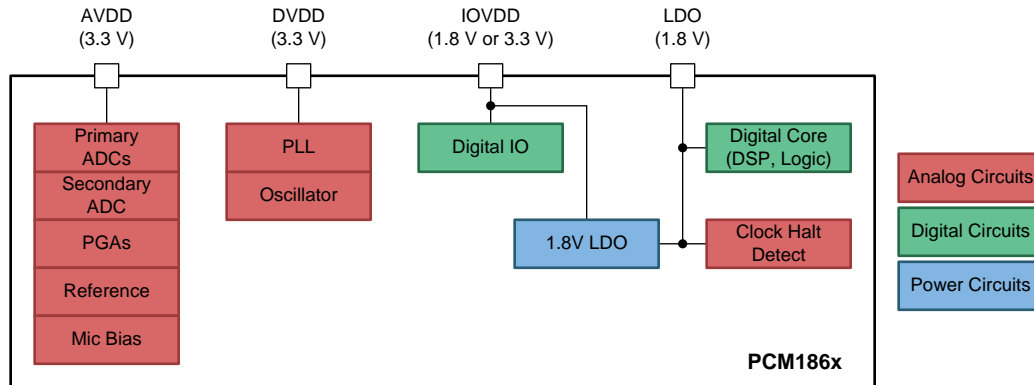 AVDD
(3.3 V)
DVDD
(3.3 V)
IOVDD
(1.8 V or 3.3 V)
LDO
(1.8 V)
Primary
ADCs
Secondary
ADC
PGAs
Reference
Mic Bias
PLL
Oscillator
Digital IO
1.8V LDO
Digital Core
(DSP, Logic)
Clock Halt
Detect
PCM186x
Analog Circuits
Digital Circuits
Power Circuits